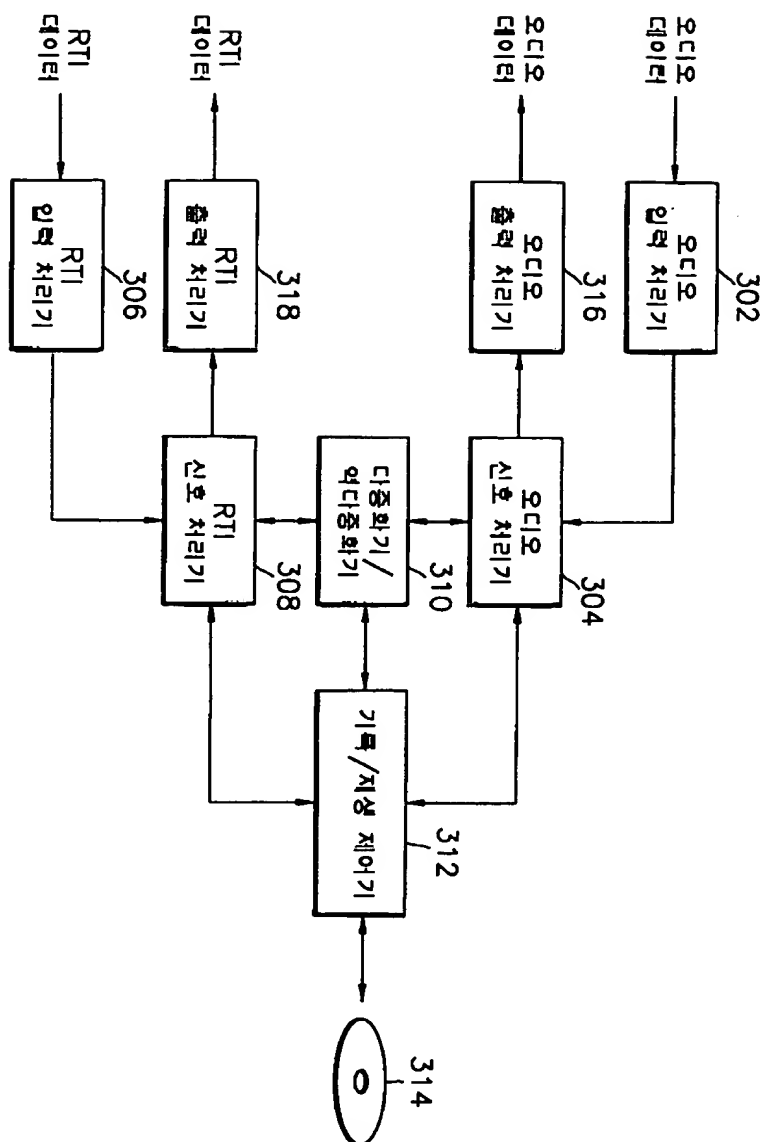 오디오
데이터
오디오
입력 처리기
302
오디오
데이터
오디오
출력 처리기
316
오디오
신호 처리기
304
다중화기/
역다중화기
310
기록/재생 제어기
312
314
RTI
데이터
RTI
출력 처리기
318
RTI
신호 처리기
308
RTI
데이터
RTI
입력 처리기
306